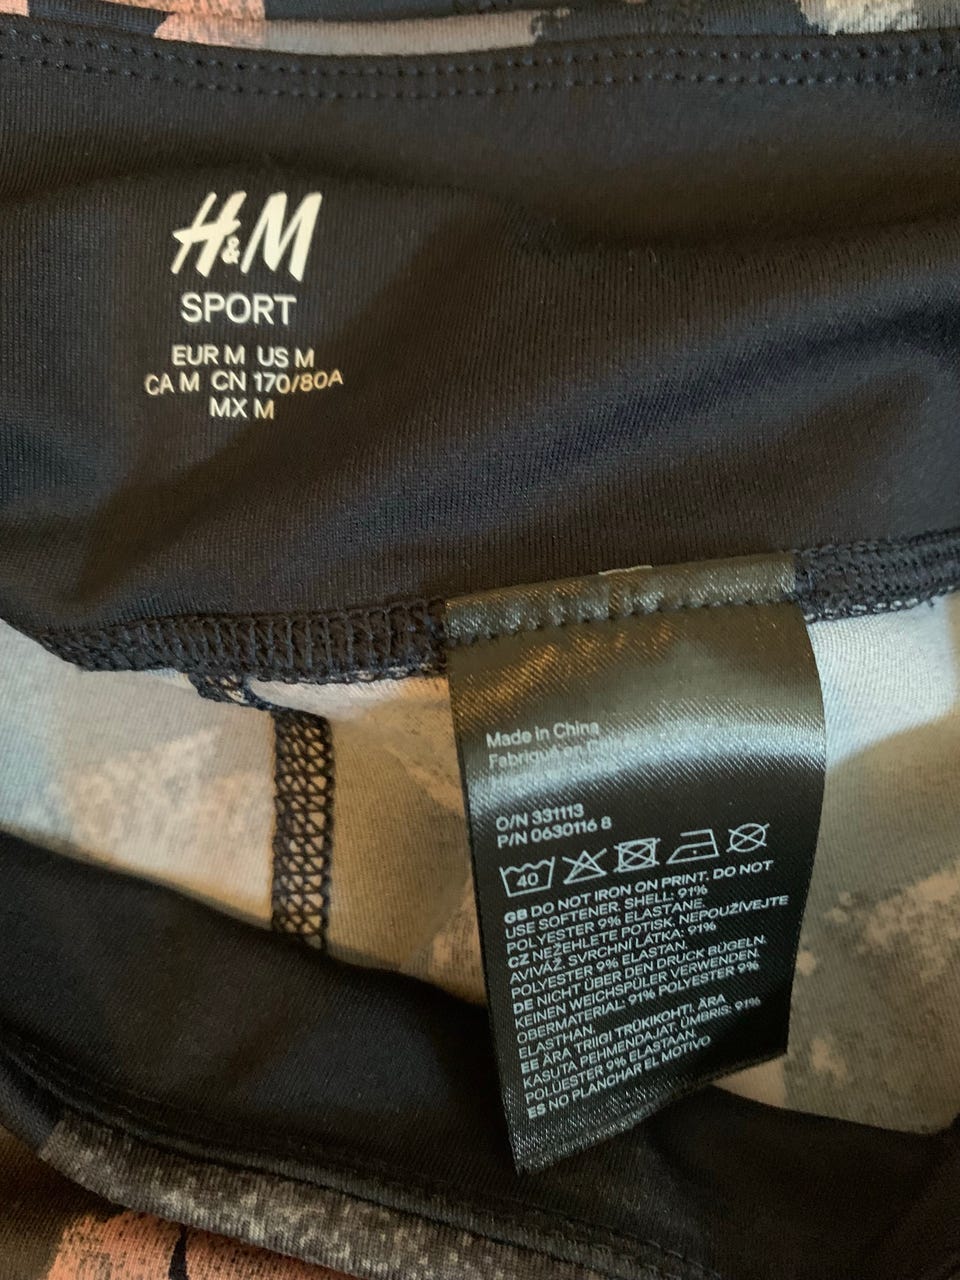 H&M
SPORT
EUR M US M
CA M CN 170/80A
MX M
Made in China
Fabriqué en
O/N 331113
P/N 0630116 8
40
GB DO NOT IRON ON PRINT. DO NOT
USE SOFTENER. SHELL: 91%
POLYESTER 9% ELASTANE.
CZ NEŽEHLETE POTISK. NEPOUŽÍVEJTE
AVIVÁŽ. SVRCHNÍ LÁTKA: 91%
POLYESTER 9% ELASTAN.
DE NICHT ÜBER DEN DRUCK BÜGELN.
KEINEN WEICHSPÜLER VERWENDEN.
OBERMATERIAL: 91% POLYESTER 9%
ELASTHAN.
EE ÄRA TRIIGI TRÜKIKOHTI. ÄRA
KASUTA PEHMENDAJAT. ÜMBRIS: 91%
POLÜESTER 9% ELASTAAN.
ES NO PLANCHAR EL MOTIVO